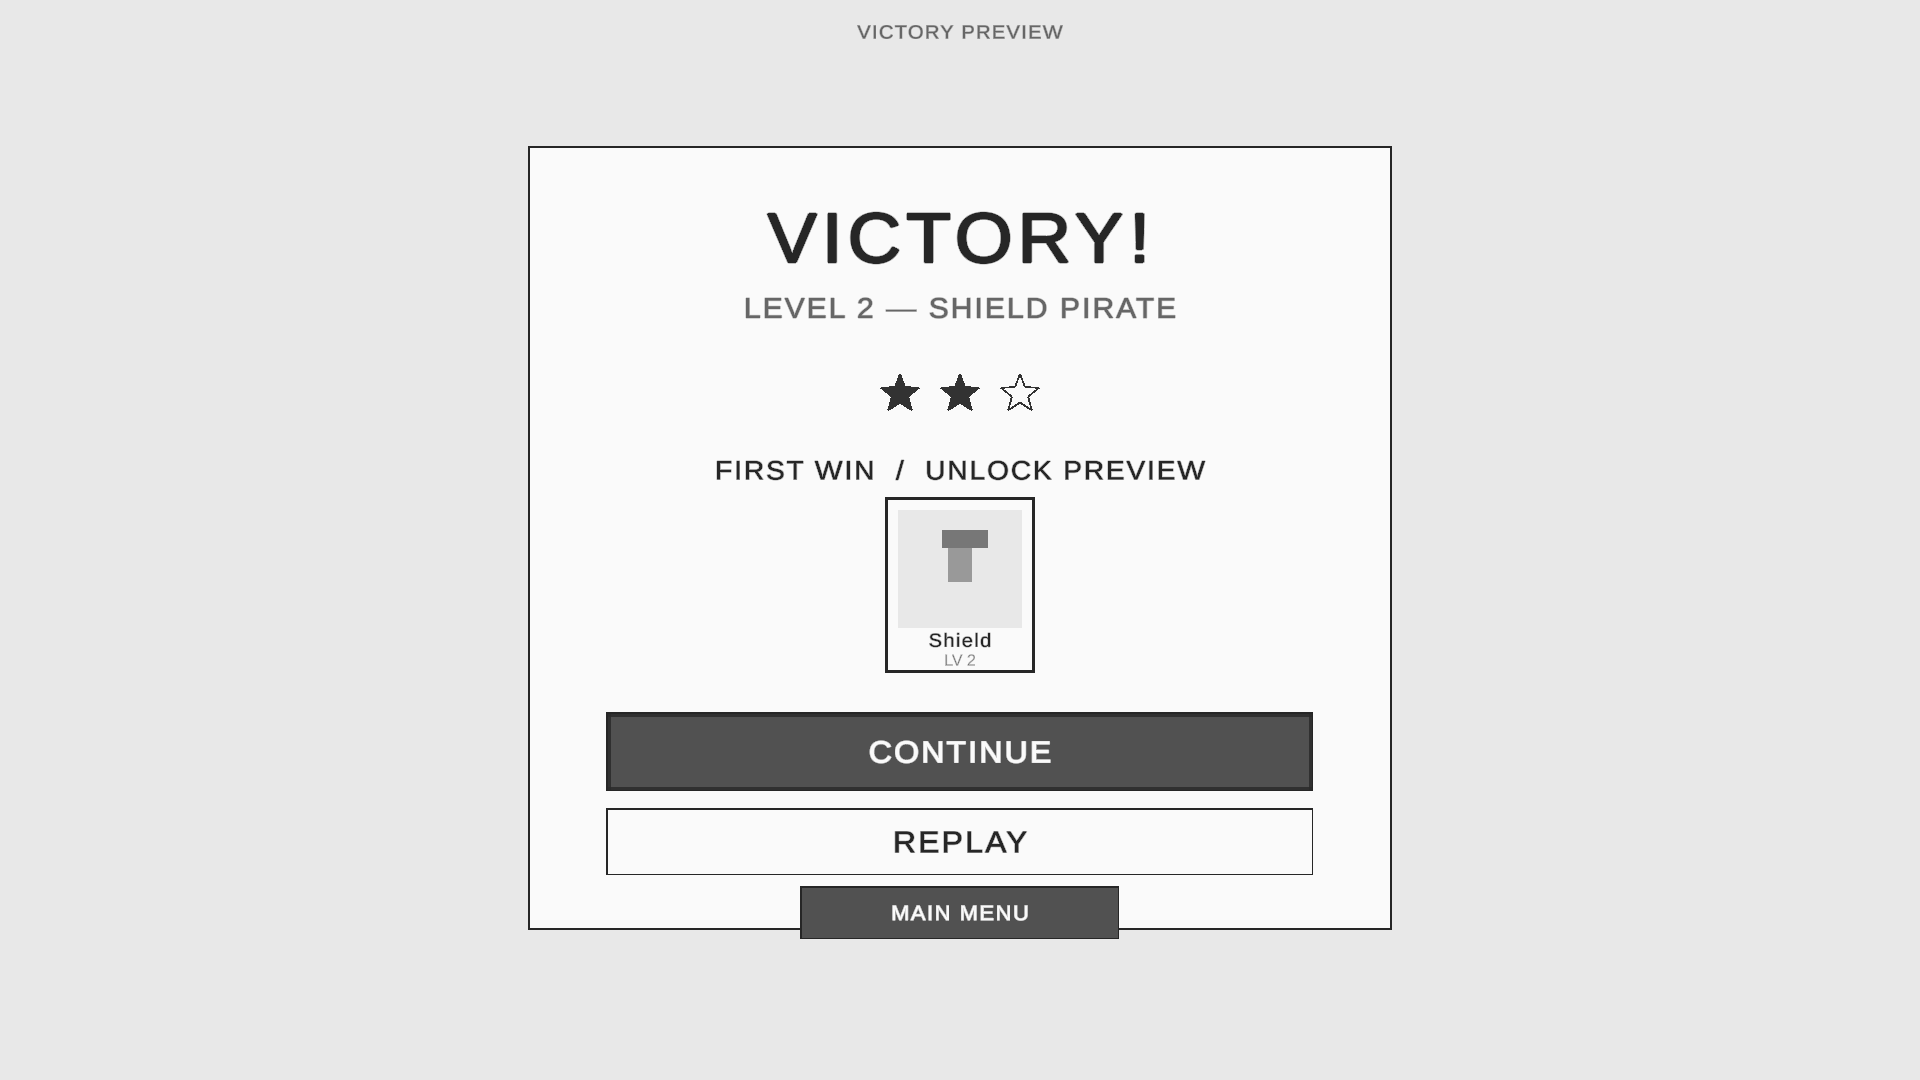 VICTORY PREVIEW
VICTORY!
LEVEL 2 — SHIELD PIRATE
FIRST WIN / UNLOCK PREVIEW
Shield
LV 2
CONTINUE
REPLAY
MAIN MENU